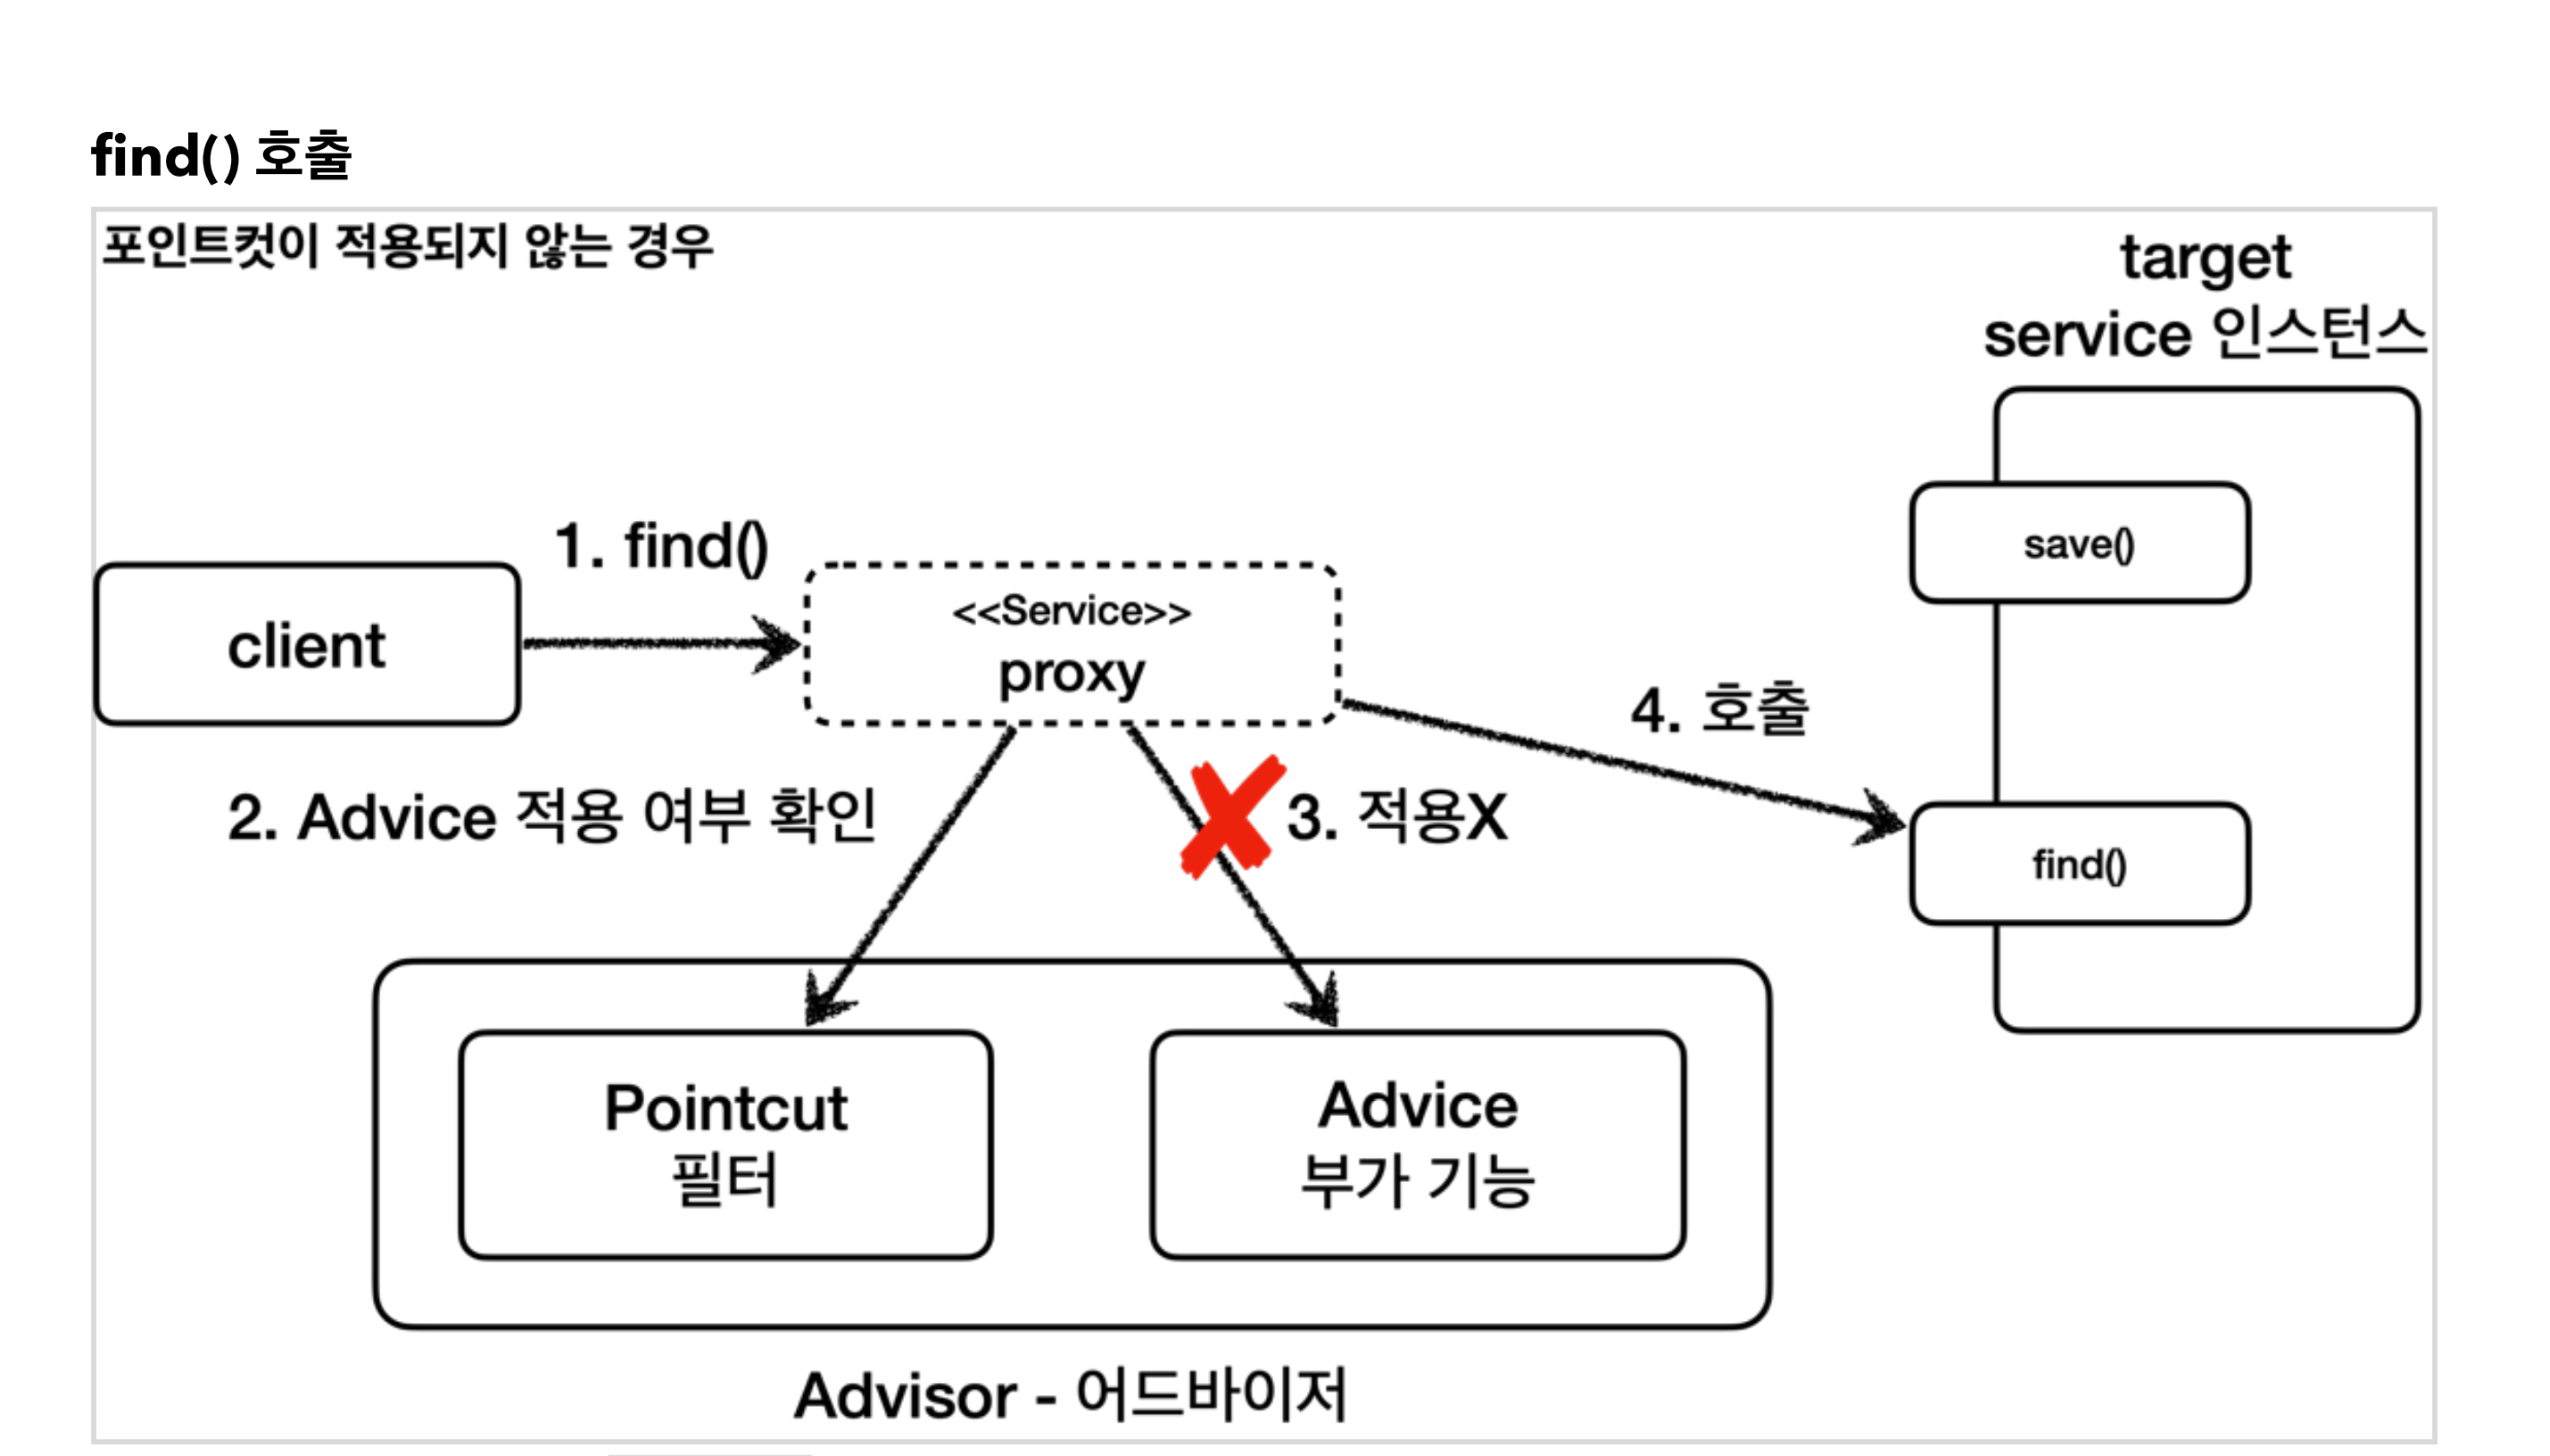 find() 호출
포인트컷이 적용되지 않는 경우
target
service 인스턴스
save()
1. find()
client
<<Service>>
proxy
4. 호출
2. Advice 적용 여부 확인
3. 적용X
find()
Pointcut
필터
Advice
부가 기능
Advisor - 어드바이저